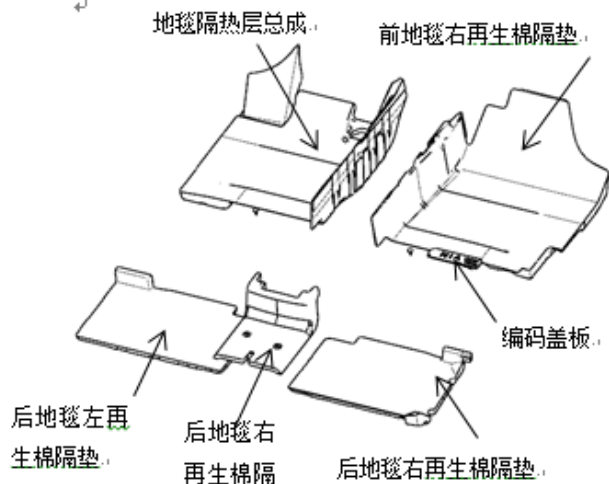 地毯隔热层总成
前地毯右再生棉隔垫
编码盖板
后地毯左再
生棉隔垫
后地毯右
再生棉隔
后地毯右再生棉隔垫